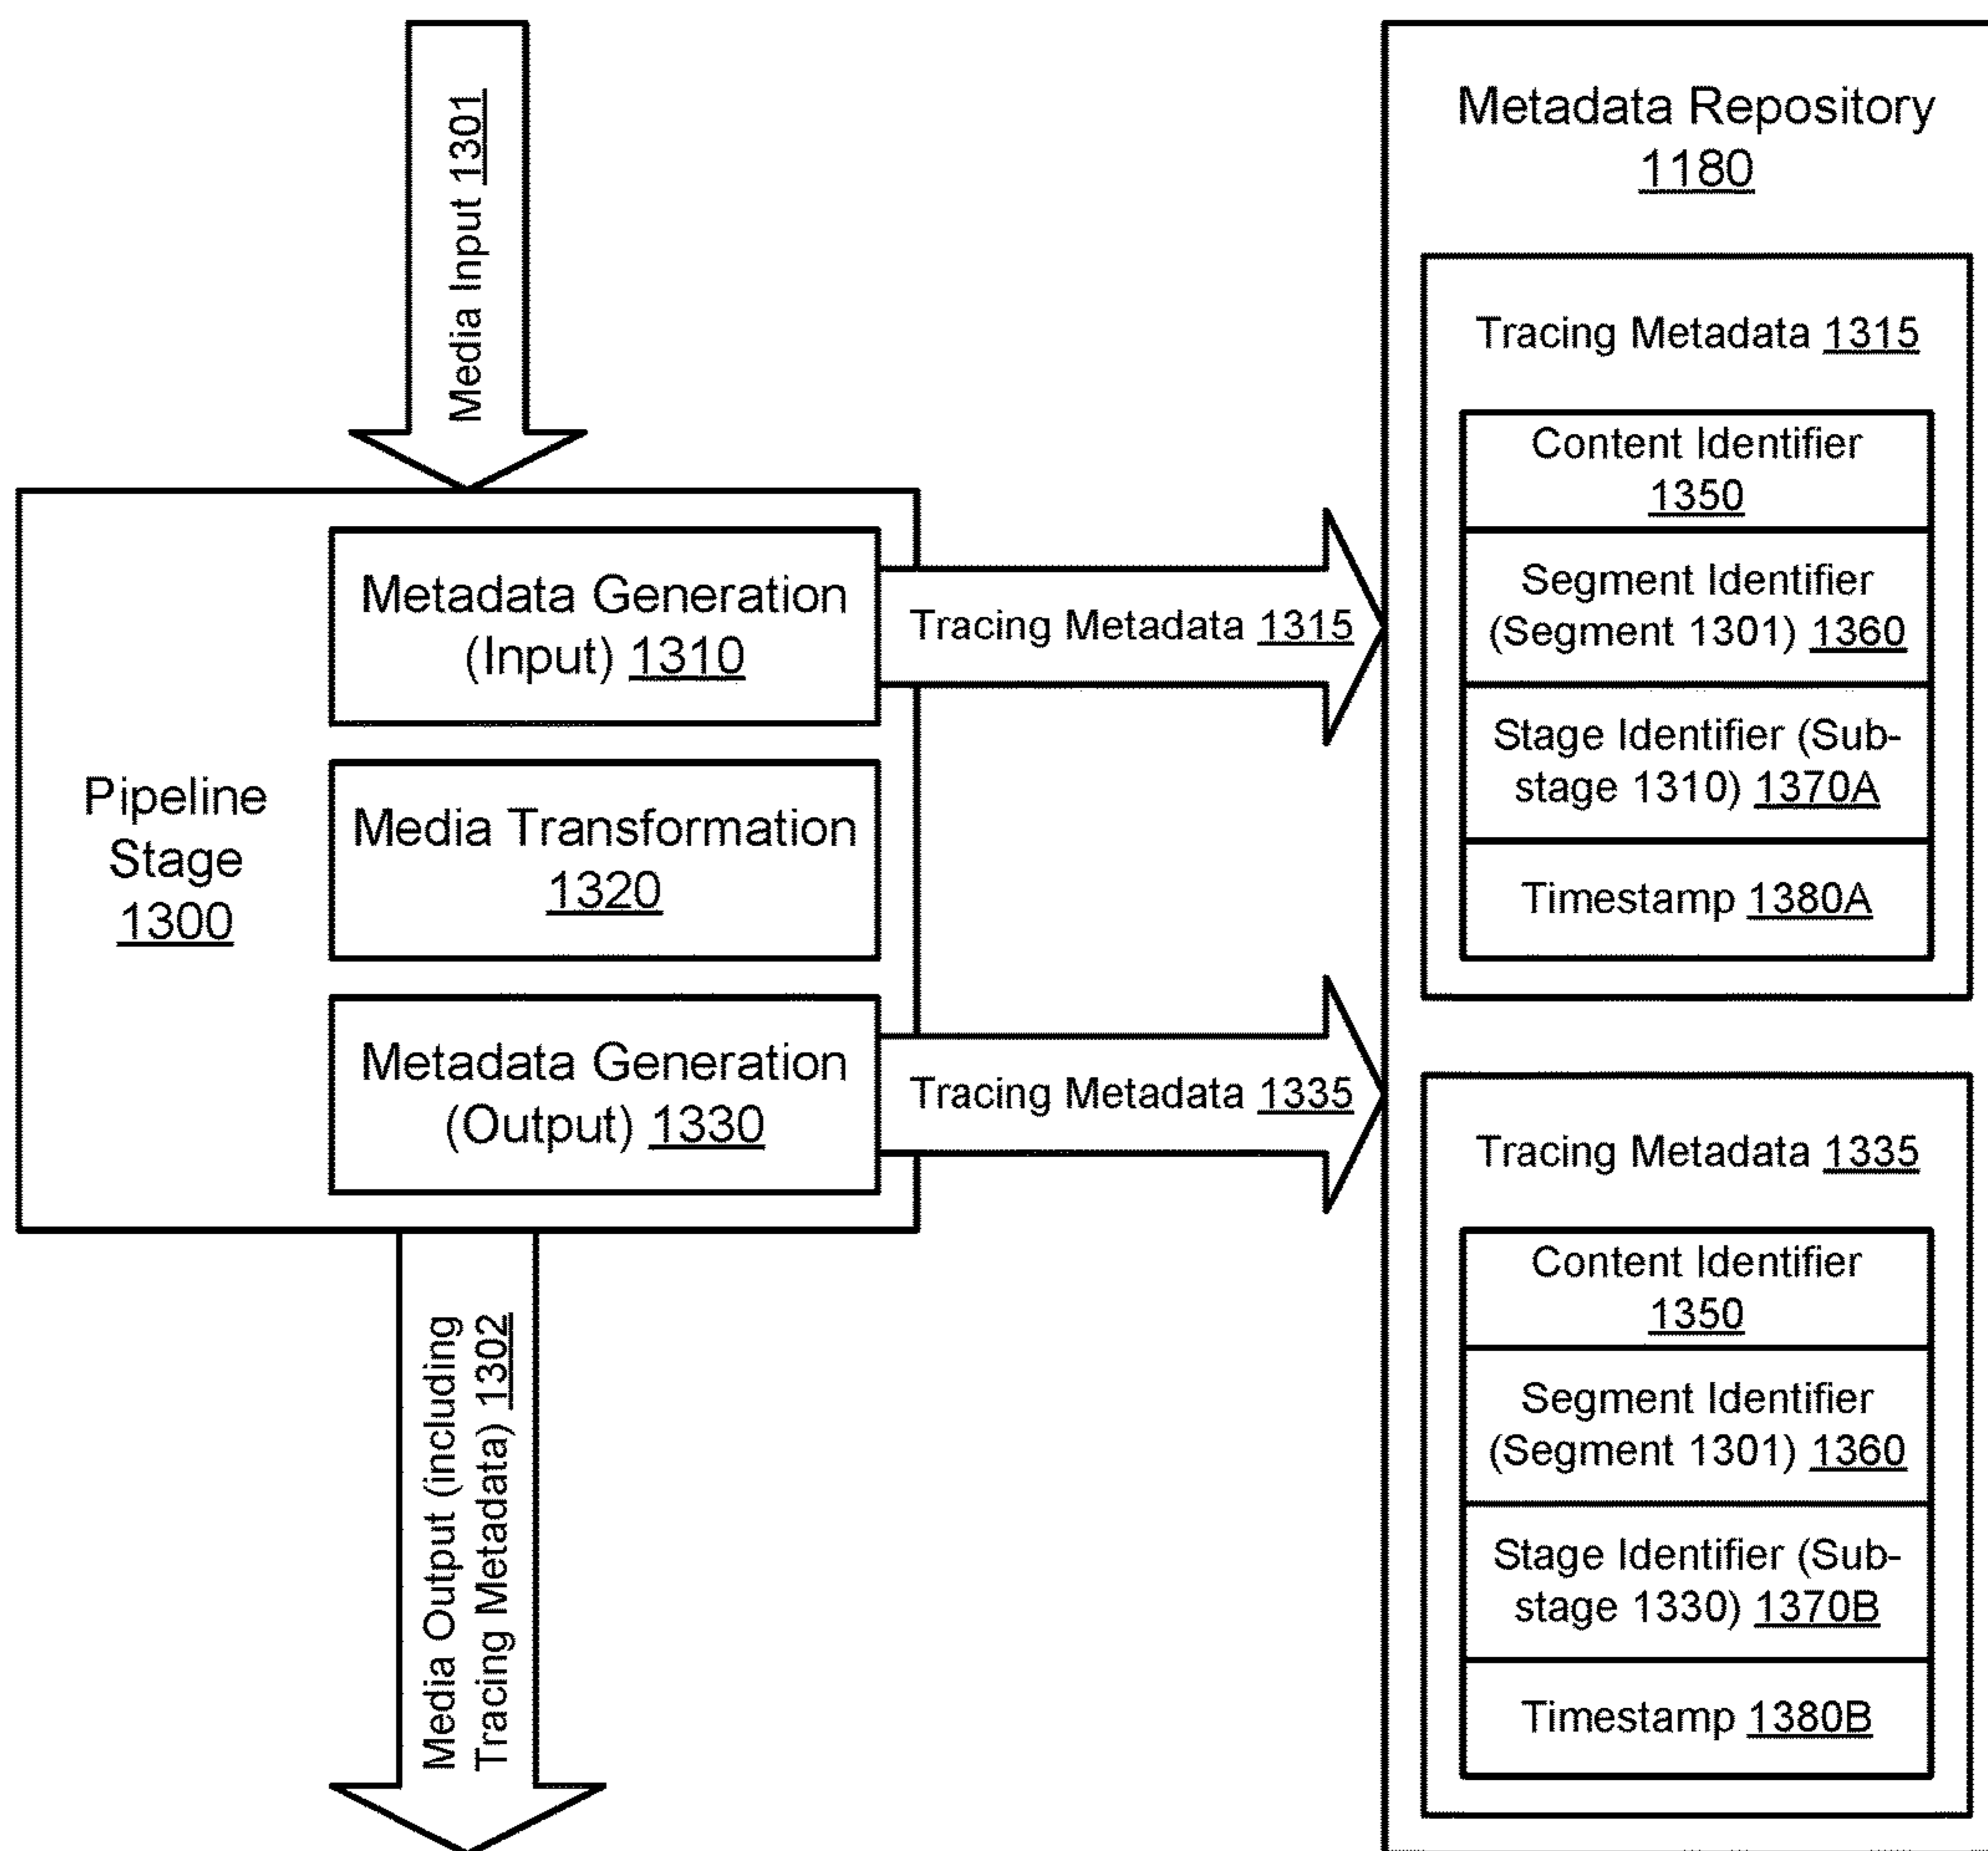 Media Input 1301
Pipeline
Stage
1300
Metadata Generation
(Input) 1310
Media Transformation
1320
Metadata Generation
(Output) 1330
Tracing Metadata 1315
Tracing Metadata 1335
Media Output (including
Tracing Metadata) 1302
Metadata Repository
1180
Tracing Metadata 1315
Content Identifier
1350
Segment Identifier
(Segment 1301) 1360
Stage Identifier (Sub-
stage 1310) 1370A
Timestamp 1380A
Tracing Metadata 1335
Content Identifier
1350
Segment Identifier
(Segment 1301) 1360
Stage Identifier (Sub-
stage 1330) 1370B
Timestamp 1380B